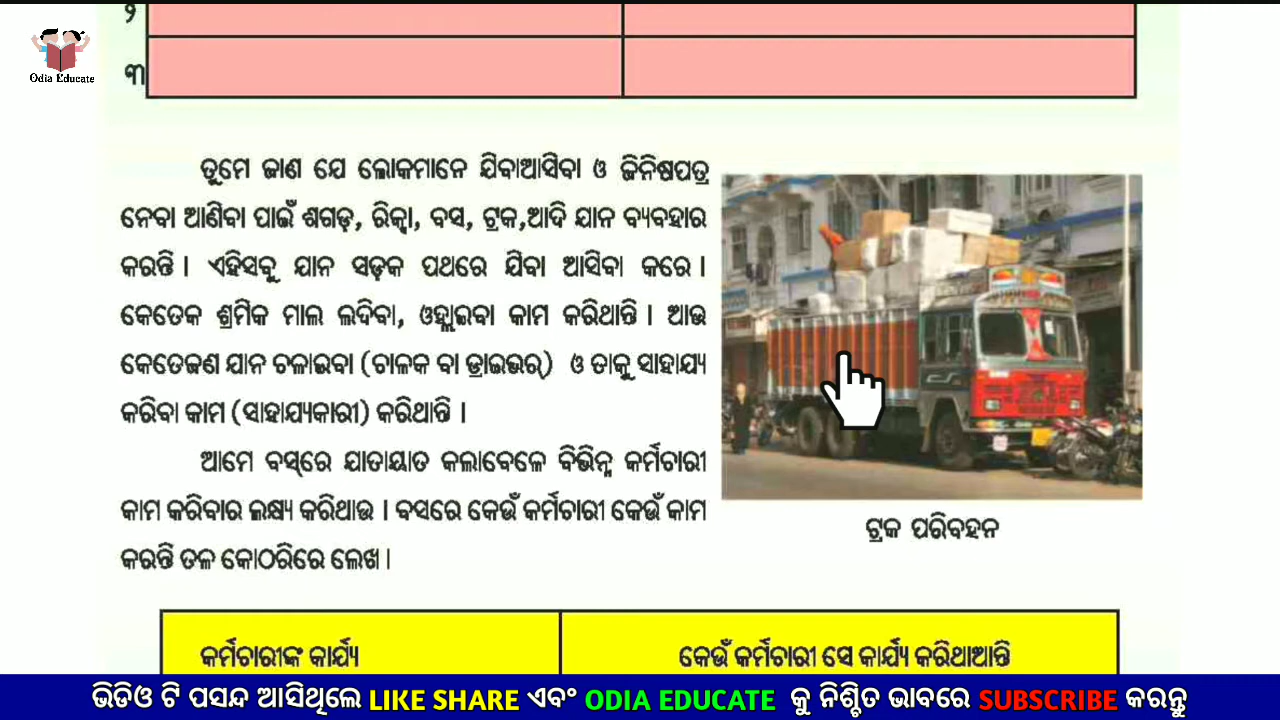 ୨
Odia Educate
୩
ତୁମେ ଜାଣ ଯେ ଲୋକମାନେ ଯିବାଆସିବା ଓ ଜିନିଷପତ୍ର
ନେବା ଆଣିବା ପାଇଁ ଶଗଡ଼, ରିକ୍ସା, ବସ, ଟ୍ରକ,ଆଦି ଯାନ ବ୍ୟବହାର
କରନ୍ତି । ଏହିସବୁ ଯାନ ସଡ଼କ ପଥରେ ଯିବା ଆସିବା କରେ ।
କେତେକ ଶ୍ରମିକ ମାଲ ଲଦିବା, ଓହ୍ଲାଇବା କାମ କରିଥାନ୍ତି । ଆଉ
କେତେଜଣ ଯାନ ଚଳାଇବା (ଚାଳକ ବା ଡ୍ରାଇଭର୍) ଓ ତାକୁ ସାହାଯ୍ୟ
କରିବା କାମ (ସାହାଯ୍ୟକାରୀ) କରିଥାନ୍ତି ।
ଆମେ ବସ୍‌ରେ ଯାତାୟାତ କଲାବେଳେ ବିଭିନ୍ନ କର୍ମଚାରୀ
କାମ କରିବାର ଲକ୍ଷ୍ୟ କରିଥାଉ । ବସରେ କେଉଁ କର୍ମଚାରୀ କେଉଁ କାମ
କରନ୍ତି ତଳ କୋଠରିରେ ଲେଖ ।
ଟ୍ରକ ପରିବହନ
କର୍ମଚାରୀଙ୍କ କାର୍ଯ୍ୟ
କେଉଁ କର୍ମଚାରୀ ସେ କାର୍ଯ୍ୟ କରିଥାଆନ୍ତି
ଭିଡିଓ ଟି ପସନ୍ଦ ଆସିଥିଲେ LIKE SHARE ଏବଂ ODIA EDUCATE କୁ ନିଶ୍ଚିତ ଭାବରେ SUBSCRIBE କରନ୍ତୁ